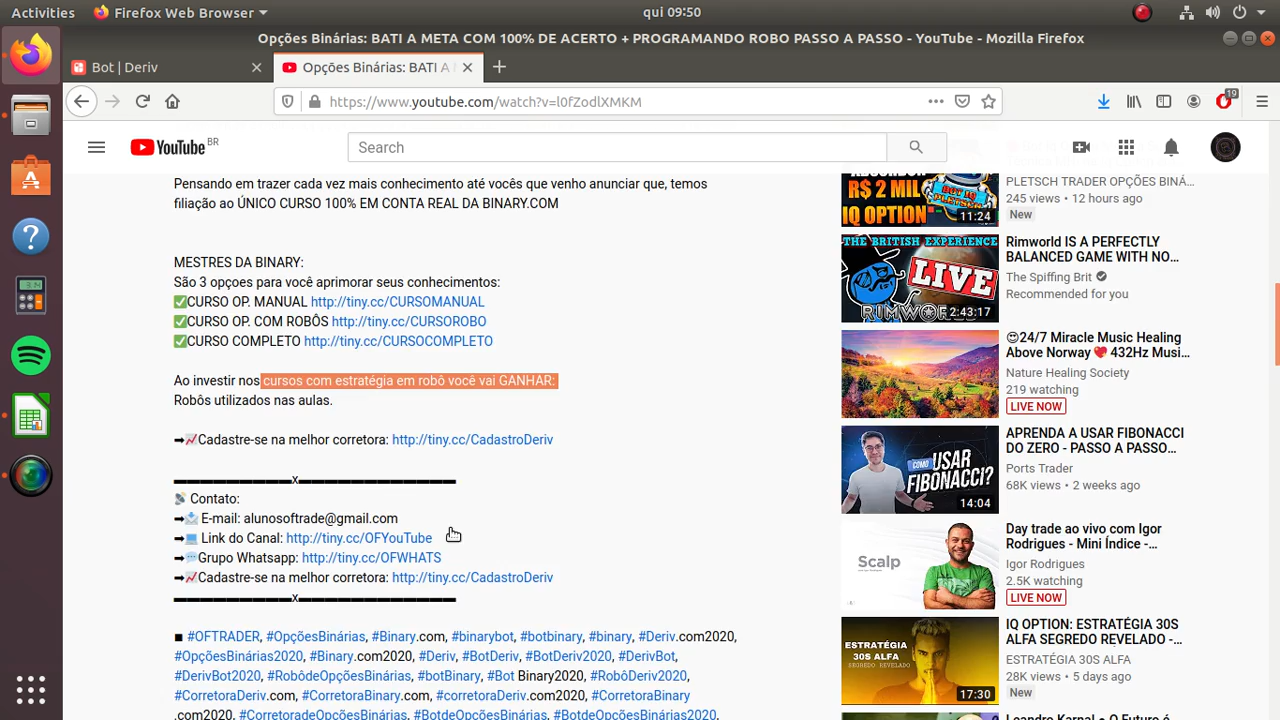 Activities
Firefox Web Browser
qui 09:50
Opções Binárias: BATI A META COM 100% DE ACERTO + PROGRAMANDO ROBO PASSO A PASSO - YouTube - Mozilla Firefox
Bot | Deriv
Opções Binárias: BATI A
https://www.youtube.com/watch?v=l0fZodlXMKM
19
YouTube BR
Search
Pensando em trazer cada vez mais conhecimento até vocês que venho anunciar que, temos
filiação ao ÚNICO CURSO 100% EM CONTA REAL DA BINARY.COM
MESTRES DA BINARY:
São 3 opçoes para você aprimorar seus conhecimentos:
✅CURSO OP. MANUAL http://tiny.cc/CURSOMANUAL
✅CURSO OP. COM ROBÔS http://tiny.cc/CURSOROBO
✅CURSO COMPLETO http://tiny.cc/CURSOCOMPLETO
Ao investir nos cursos com estratégia em robô você vai GANHAR:
Robôs utilizados nas aulas.
➡📈Cadastre-se na melhor corretora: http://tiny.cc/CadastroDeriv
▬▬▬▬▬▬▬▬▬▬x▬▬▬▬▬▬▬▬▬▬▬▬▬
Contato:
➡📩 E-mail: alunosoftrade@gmail.com
➡💻 Link do Canal: http://tiny.cc/OFYouTube
➡💬Grupo Whatsapp: http://tiny.cc/OFWHATS
➡📈Cadastre-se na melhor corretora: http://tiny.cc/CadastroDeriv
▬▬▬▬▬▬▬▬▬▬x▬▬▬▬▬▬▬▬▬▬▬▬▬
■ #OFTRADER, #OpçõesBinárias, #Binary.com, #binarybot, #botbinary, #binary, #Deriv.com2020,
#OpçõesBinárias2020, #Binary.com2020, #Deriv, #BotDeriv, #BotDeriv2020, #DerivBot,
#DerivBot2020, #RobôdeOpçõesBinárias, #botBinary, #Bot Binary2020, #RobôDeriv2020,
#CorretoraDeriv.com, #CorretoraBinary.com, #corretoraDeriv.com2020, #CorretoraBinary
.com2020, #CorretoradeOpçõesBinárias, #BotdeOpçõesBinárias, #BotdeOpçõesBinárias2020,
R$ 2 MIL
IQ OPTION
BOT IQ
PLETSCH
11:24
PLETSCH TRADER OPÇÕES BINÁ...
245 views • 12 hours ago
New
THE BRITISH EXPERIENCE
LIVE
RIMWORLD
2:43:17
Rimworld IS A PERFECTLY
BALANCED GAME WITH NO...
The Spiffing Brit
Recommended for you
😍24/7 Miracle Music Healing
Above Norway ❤️ 432Hz Musi...
Nature Healing Society
219 watching
LIVE NOW
COMO
USAR
FIBONACCI?
14:04
APRENDA A USAR FIBONACCI
DO ZERO - PASSO A PASSO...
Ports Trader
68K views • 2 weeks ago
Scalp
Day trade ao vivo com Igor
Rodrigues - Mini Índice -...
Igor Rodrigues
2.5K watching
LIVE NOW
ESTRATÉGIA
30S ALFA
SEGREDO REVELADO
17:30
IQ OPTION: ESTRATÉGIA 30S
ALFA SEGREDO REVELADO -...
ESTRATÉGIA 30S ALFA
28K views • 5 days ago
New
Leandro Karnal • O Futuro é